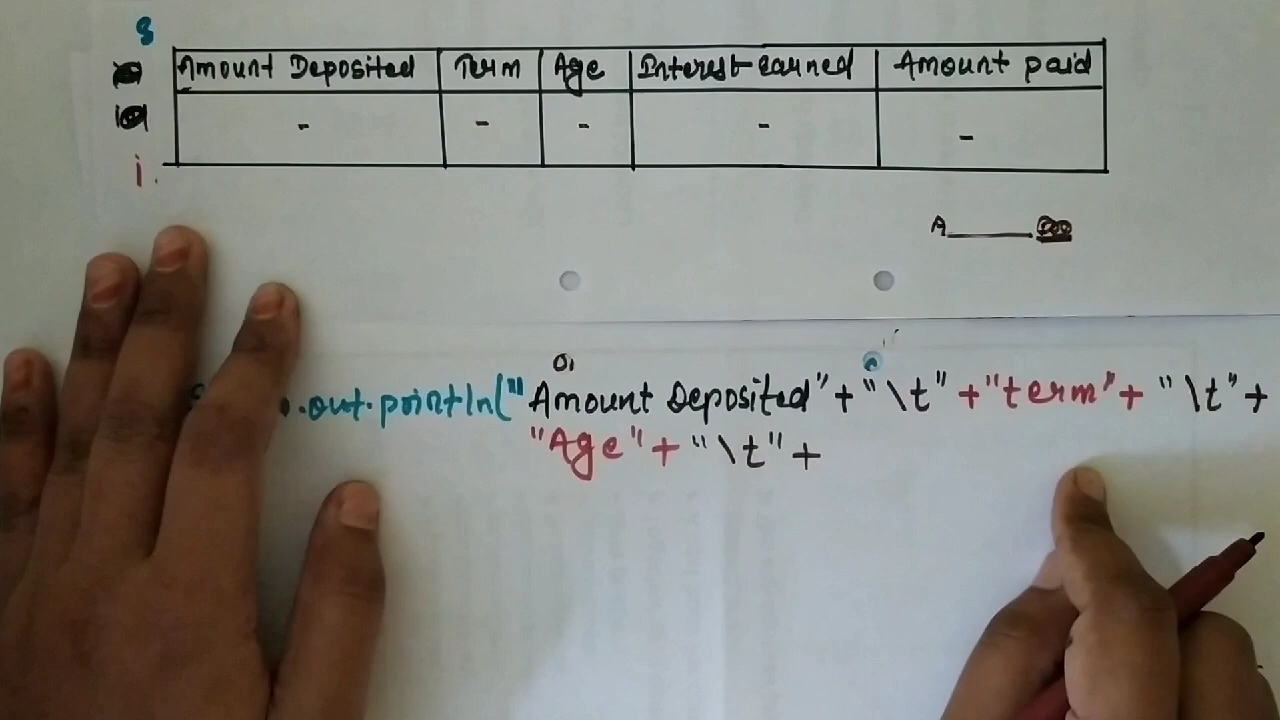 S
Amount Deposited Term Age Interest earned Amount paid
- - - - -
i.
A
.out.println("Amount Deposited"+"\t"+"term"+"\t"+
"Age"+"\t"+